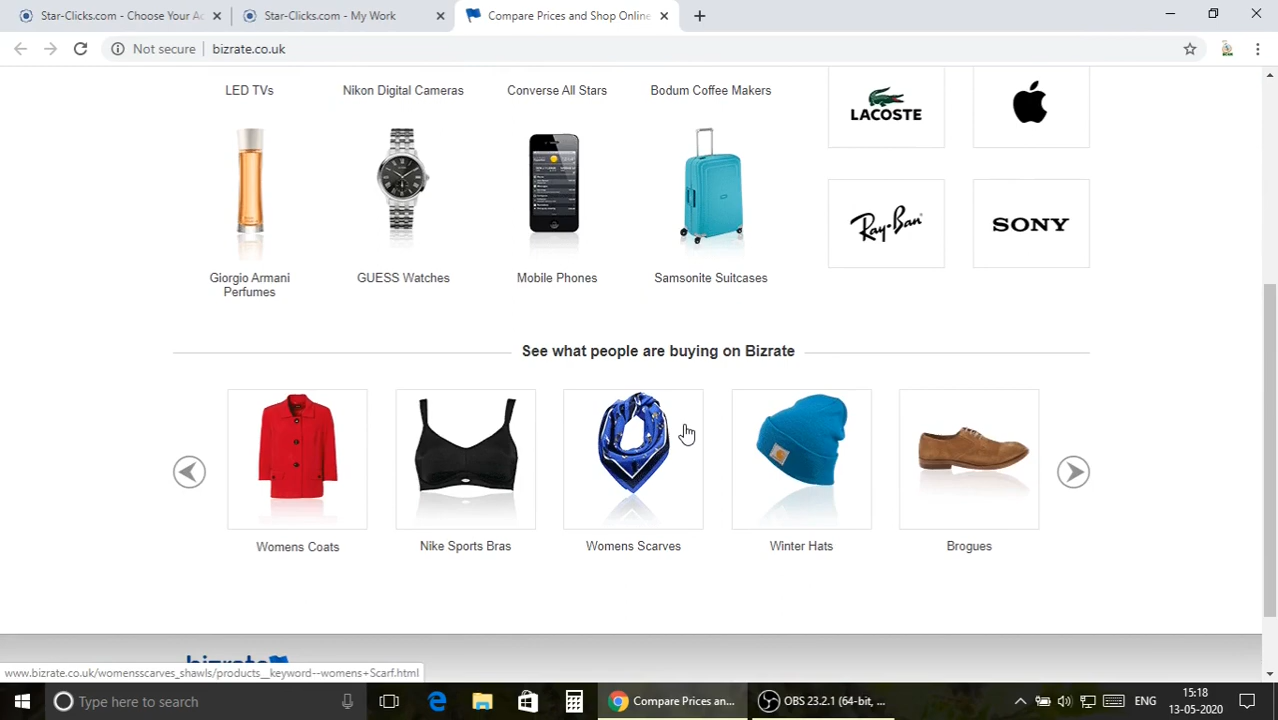 Star-Clicks.com - Choose Your Ac
Star-Clicks.com - My Work
Compare Prices and Shop Online
Not secure
bizrate.co.uk
LED TVs
Nikon Digital Cameras
Converse All Stars
Bodum Coffee Makers
LACOSTE
Giorgio Armani
Perfumes
GUESS Watches
Mobile Phones
Samsonite Suitcases
Ray-Ban
SONY
See what people are buying on Bizrate
Womens Coats
Nike Sports Bras
Womens Scarves
Winter Hats
Brogues
bizrate
www.bizrate.co.uk/womensscarves_shawls/products__keyword--womens+Scarf.html
Type here to search
Compare Prices an...
OBS 23.2.1 (64-bit, ...
ENG
15:18
13-05-2020